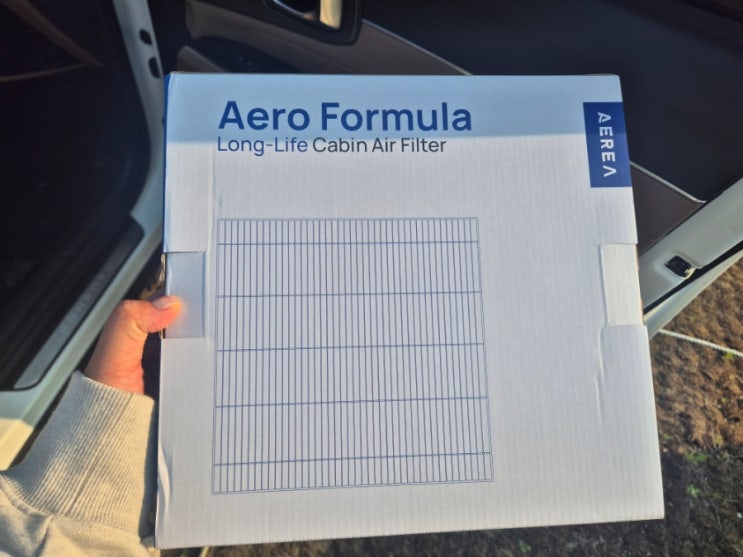 Aero Formula
Long-Life Cabin Air Filter
AEREA